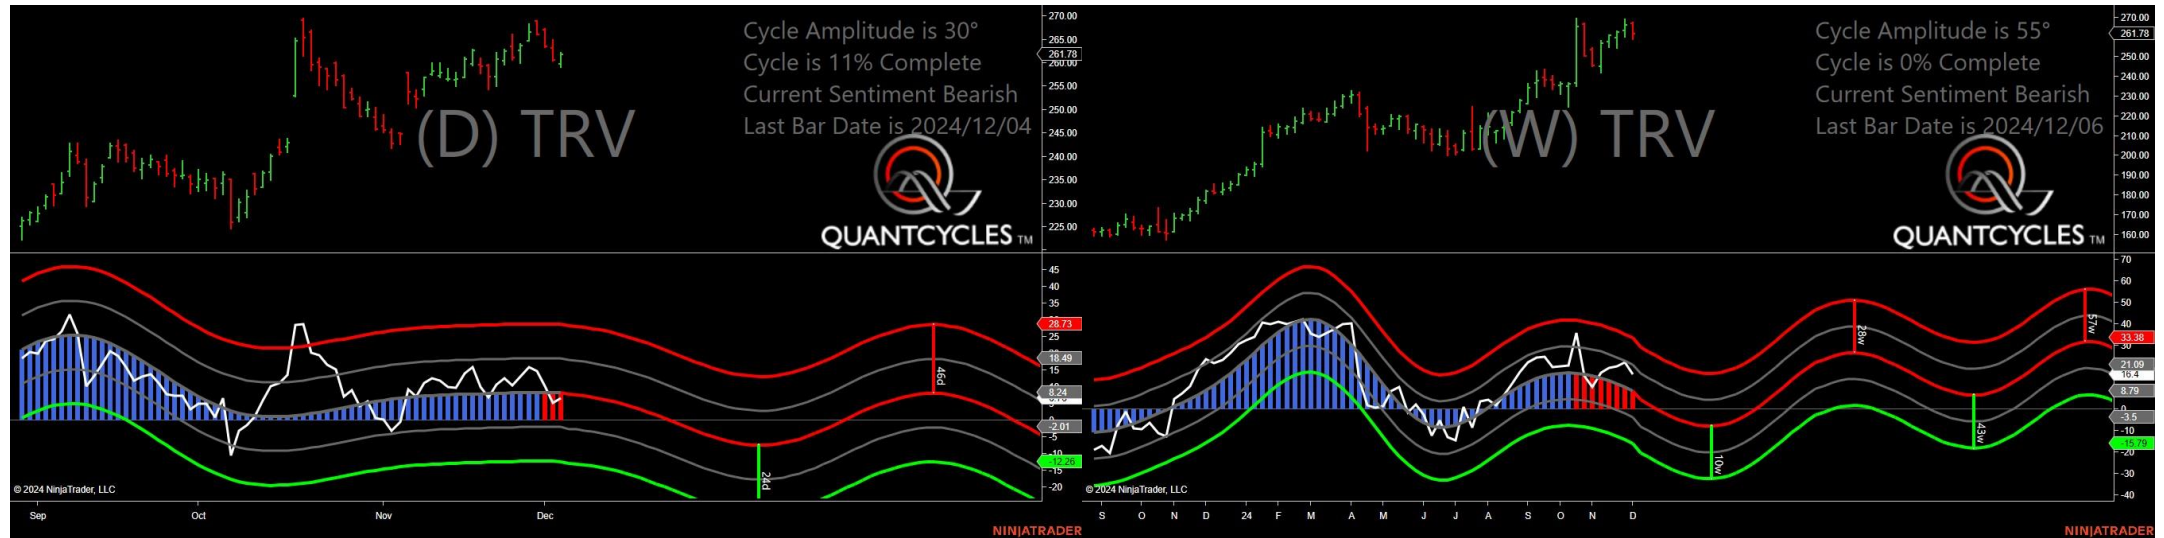 Cycle Amplitude is 30°
Cycle is 11% Complete
Current Sentiment Bearish
Last Bar Date is 2024/12/04
(D) TRV
QUANTCYCLES TM
270.00
265.00
261.78
260.00
255.00
250.00
245.00
240.00
235.00
230.00
225.00
45
40
35
28.73
25
18.49
15
8.24
-2.01
-5
-12.26
-15
-20
46d
24d
© 2024 NinjaTrader, LLC
Sep Oct Nov Dec
NINJATRADER
Cycle Amplitude is 55°
Cycle is 0% Complete
Current Sentiment Bearish
Last Bar Date is 2024/12/06
(W) TRV
QUANTCYCLES TM
270.00
261.78
250.00
240.00
230.00
220.00
210.00
200.00
190.00
180.00
170.00
160.00
70
60
50
40
33.38
30
21.09
16.4
8.79
0
-3.5
-10
-15.79
-20
-30
-40
28w
57w
10w
43w
© 2024 NinjaTrader, LLC
S O N D 24 F M A M J J A S O N D
NINJATRADER